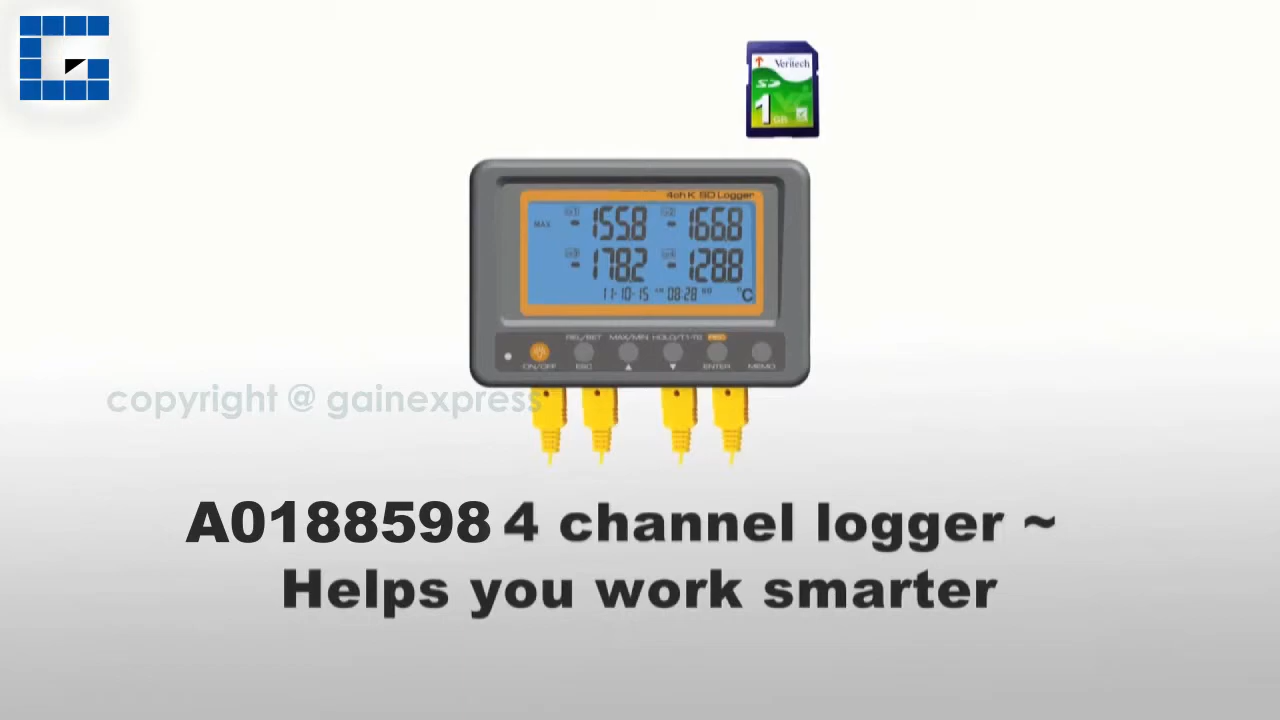 Veritech
SD
1
GB
4ch K SD Logger
MAX
155.8 166.8
178.2 128.8
11-10-15 08:28 °C
REL/SET MAX/MIN HOLD/T1-T2 REC
ON/OFF ESC ▲ ▼ ENTER MEMO
copyright @ gainexpress
A0188598 4 channel logger ~
Helps you work smarter